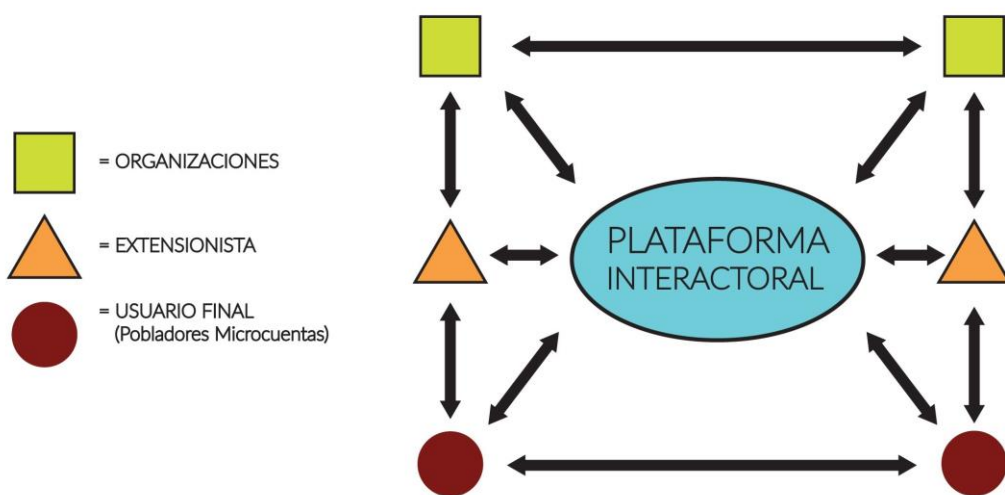 = ORGANIZACIONES
= EXTENSIONISTA
= USUARIO FINAL
(Pobladores Microcuentas)
PLATAFORMA
INTERACTORAL